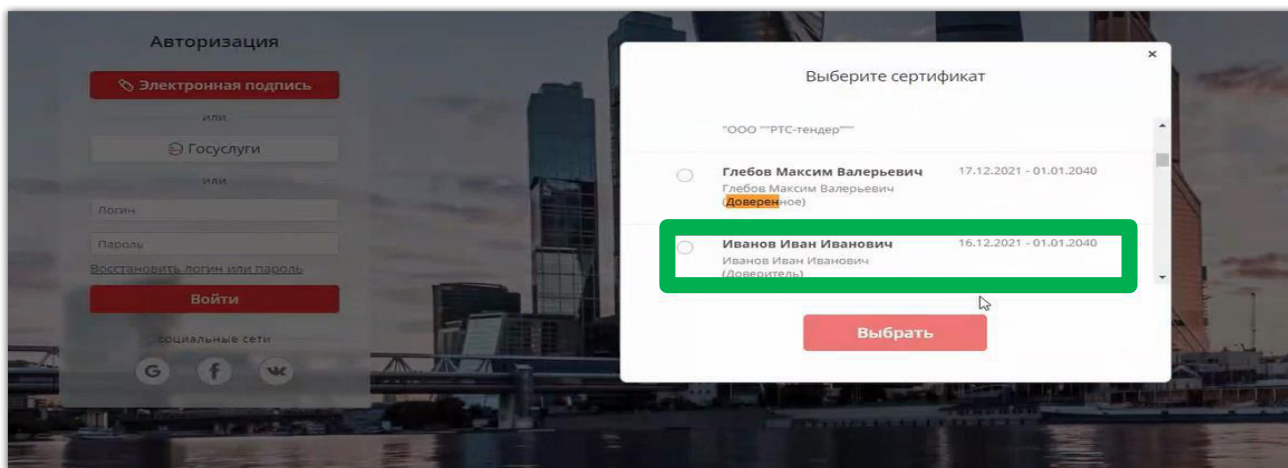 Авторизация
Электронная подпись
или
Госуслуги
или
Логин
Пароль
Восстановить логин или пароль
Войти
социальные сети
G f
×
Выберите сертификат
"ООО ""РТС-тендер"""
Глебов Максим Валерьевич 17.12.2021 - 01.01.2040
Глебов Максим Валерьевич
(Доверенное)
Иванов Иван Иванович 16.12.2021 - 01.01.2040
Иванов Иван Иванович
(Доверитель)
Выбрать